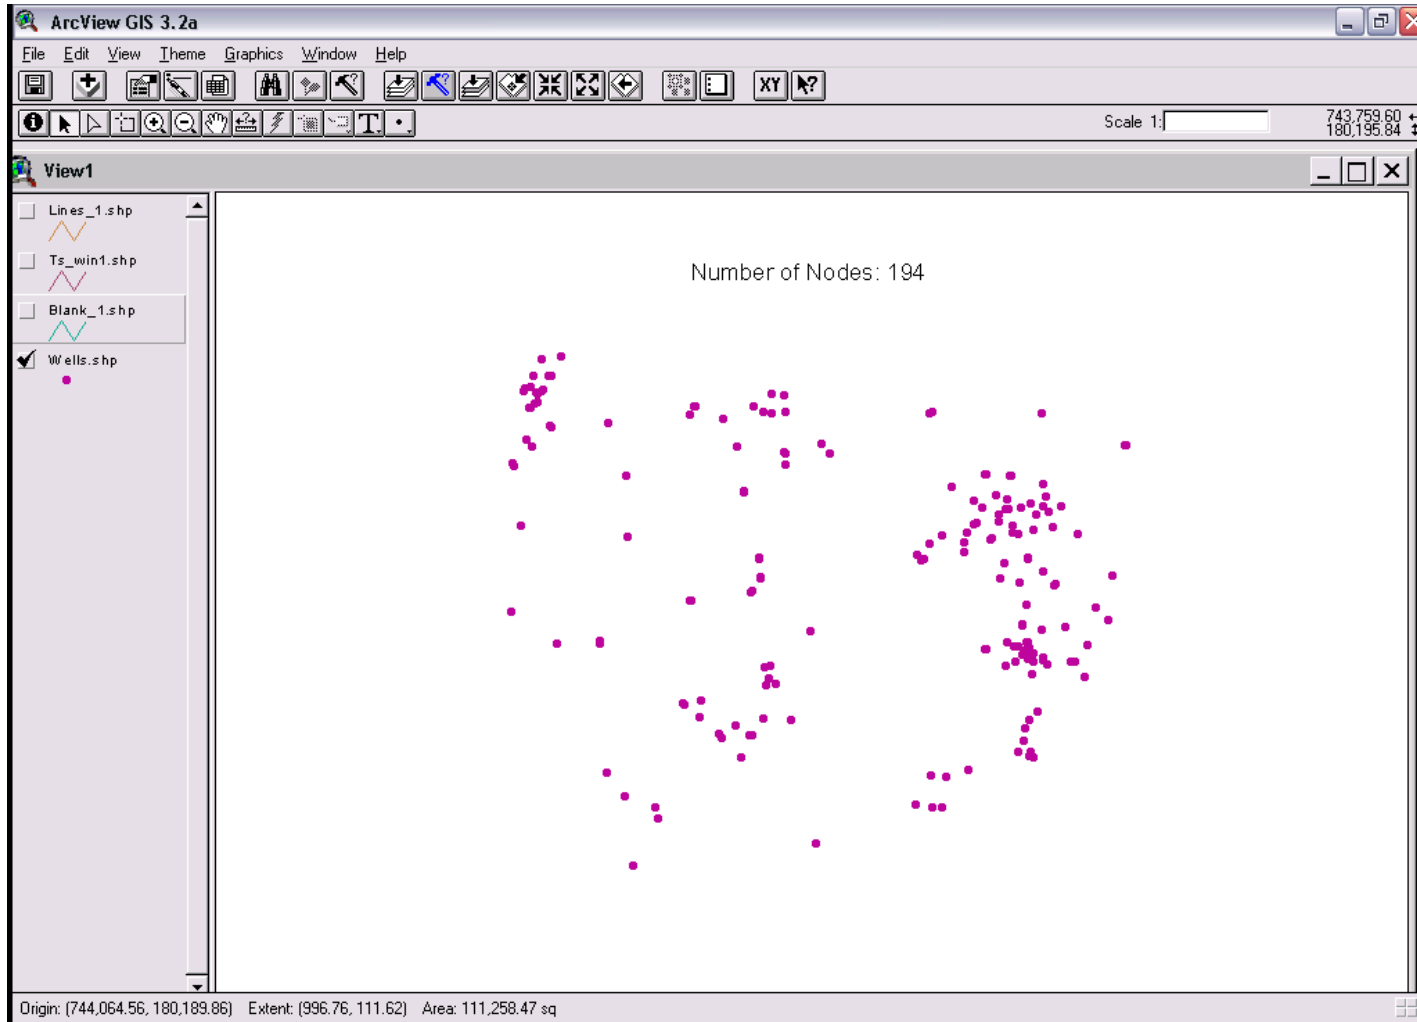 ArcView GIS 3.2a
File Edit View Theme Graphics Window Help
XY
T
Scale 1:
743,759.60
180,195.84
View1
Lines_1.shp
Ts_win1.shp
Blank_1.shp
Wells.shp
Number of Nodes: 194
Origin: (744,064.56, 180,189.86) Extent: (996.76, 111.62) Area: 111,258.47 sq